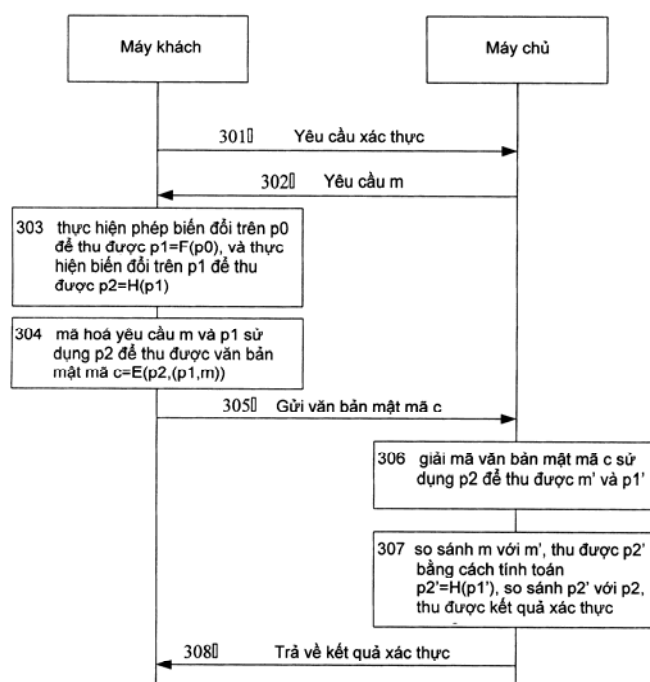 Máy khách
Máy chủ
301▯ Yêu cầu xác thực
302▯ Yêu cầu m
303 thực hiện phép biến đổi trên p0
để thu được p1=F(p0), và thực
hiện biến đổi trên p1 để thu
được p2=H(p1)
304 mã hoá yêu cầu m và p1 sử
dụng p2 để thu được văn bản
mật mã c=E(p2,(p1,m))
305▯ Gửi văn bản mật mã c
306 giải mã văn bản mật mã c sử
dụng p2 để thu được m’ và p1’
307 so sánh m với m’, thu được p2’
bằng cách tính toán
p2’=H(p1’), so sánh p2’ với p2,
thu được kết quả xác thực
308▯ Trả về kết quả xác thực